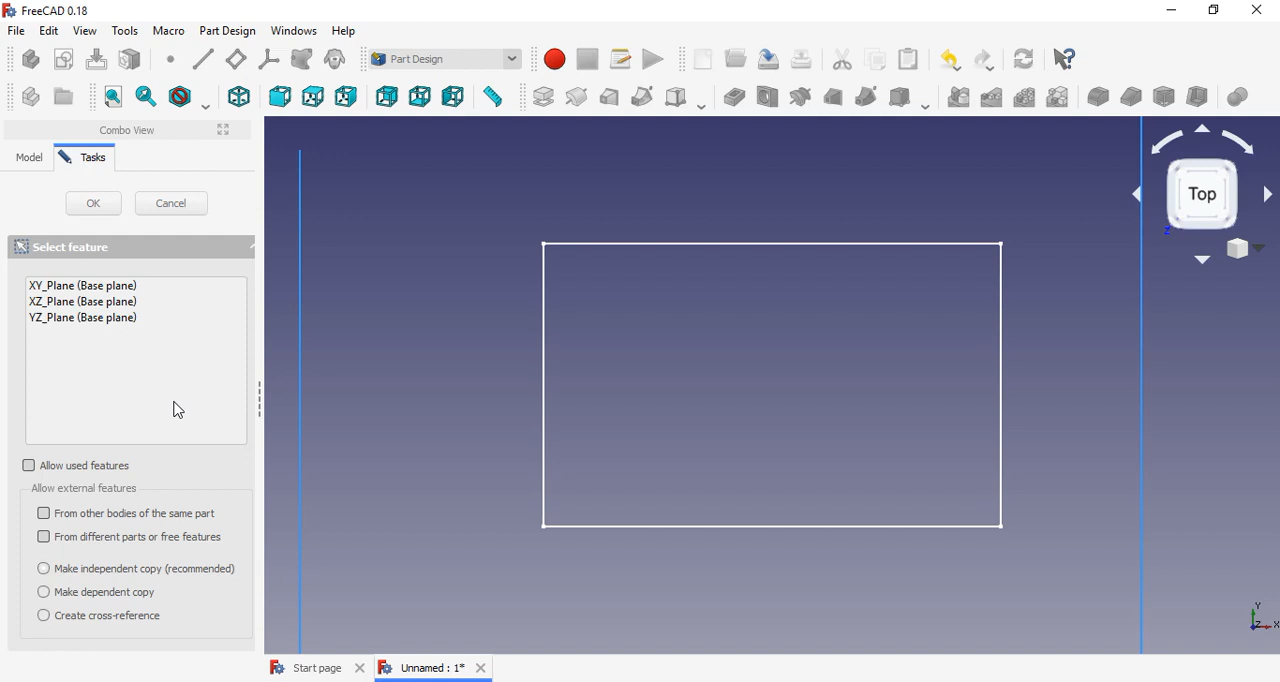 FreeCAD 0.18
File Edit View Tools Macro Part Design Windows Help
Part Design
Combo View
Model Tasks
OK Cancel
Select feature
XY_Plane (Base plane)
XZ_Plane (Base plane)
YZ_Plane (Base plane)
Allow used features
Allow external features
From other bodies of the same part
From different parts or free features
Make independent copy (recommended)
Make dependent copy
Create cross-reference
Top
Z
Y
Z X
Start page Unnamed : 1*